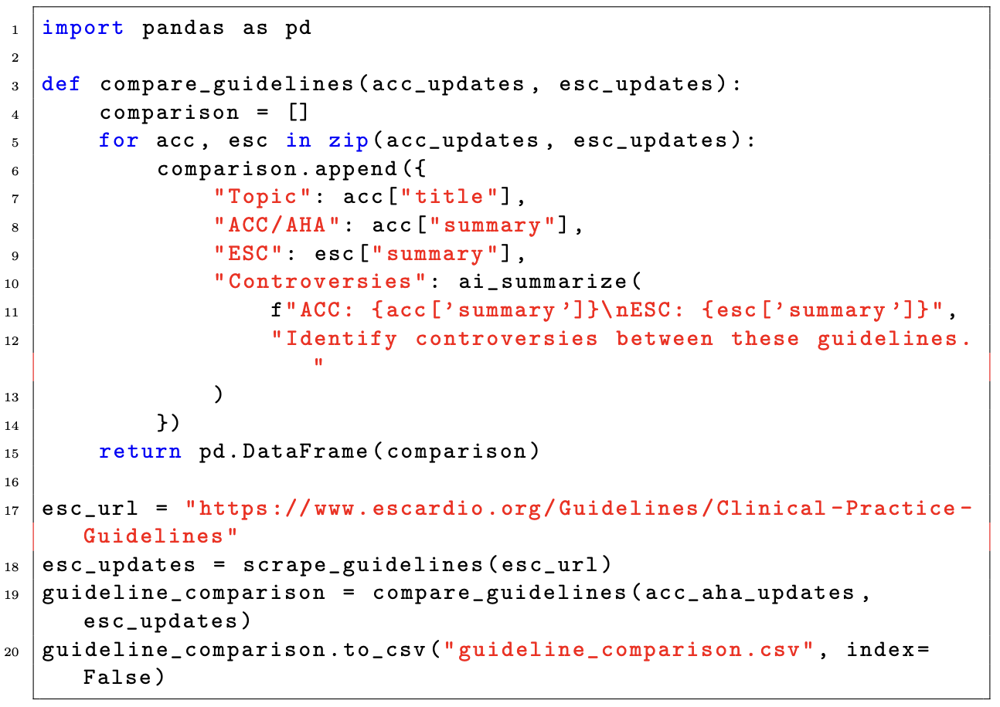 1 import pandas as pd
2
3 def compare_guidelines(acc_updates, esc_updates):
4     comparison = []
5     for acc, esc in zip(acc_updates, esc_updates):
6         comparison.append({
7             "Topic": acc["title"],
8             "ACC/AHA": acc["summary"],
9             "ESC": esc["summary"],
10             "Controversies": ai_summarize(
11                 f"ACC: {acc['summary']}\nESC: {esc['summary']}",
12                 "Identify controversies between these guidelines.
"
13             )
14         })
15     return pd.DataFrame(comparison)
16
17 esc_url = "https://www.escardio.org/Guidelines/Clinical-Practice-
Guidelines"
18 esc_updates = scrape_guidelines(esc_url)
19 guideline_comparison = compare_guidelines(acc_aha_updates,
esc_updates)
20 guideline_comparison.to_csv("guideline_comparison.csv", index=
False)